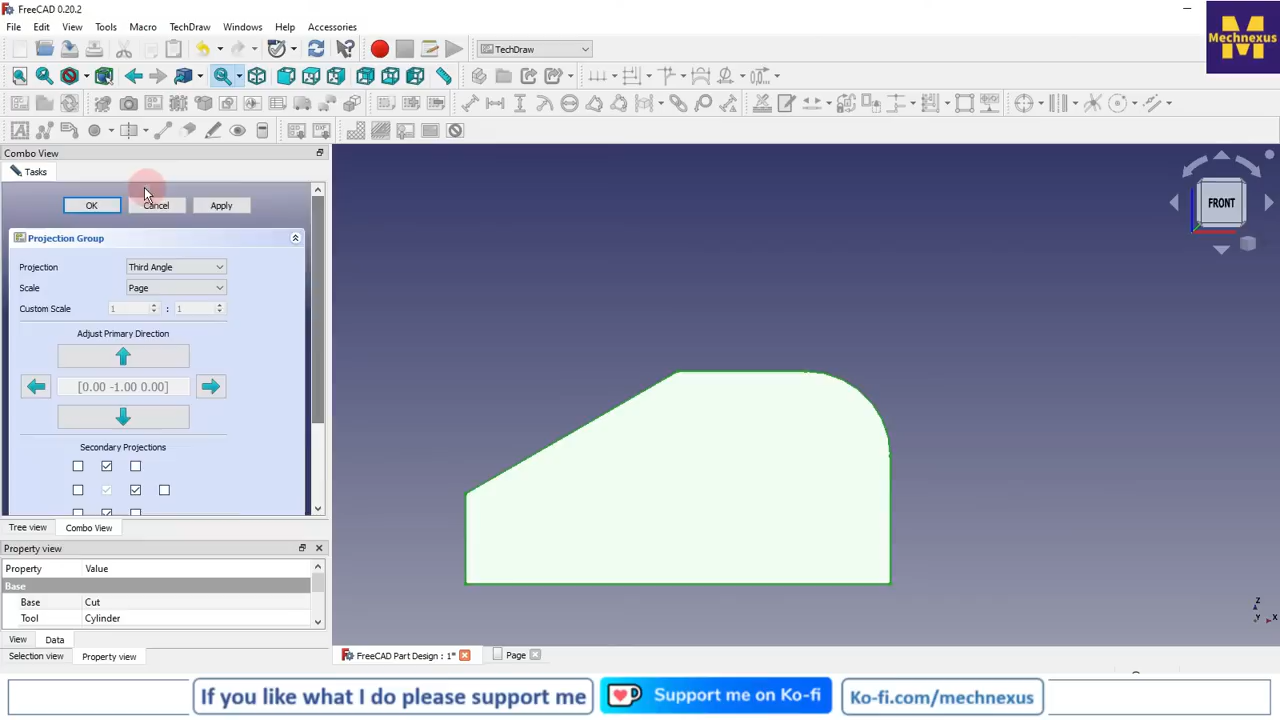 FreeCAD 0.20.2
File Edit View Tools Macro TechDraw Windows Help Accessories
Mechnexus
TechDraw
Combo View
Tasks
OK Cancel Apply
Projection Group
Projection Third Angle
Scale Page
Custom Scale 1 : 1
Adjust Primary Direction
[0.00 -1.00 0.00]
Secondary Projections
FRONT
Tree view Combo View
Property view
Property Value
Base
Base Cut
Tool Cylinder
View Data
Selection view Property view
FreeCAD Part Design : 1* Page
Z
Y X
If you like what I do please support me
Support me on Ko-fi
Ko-fi.com/mechnexus